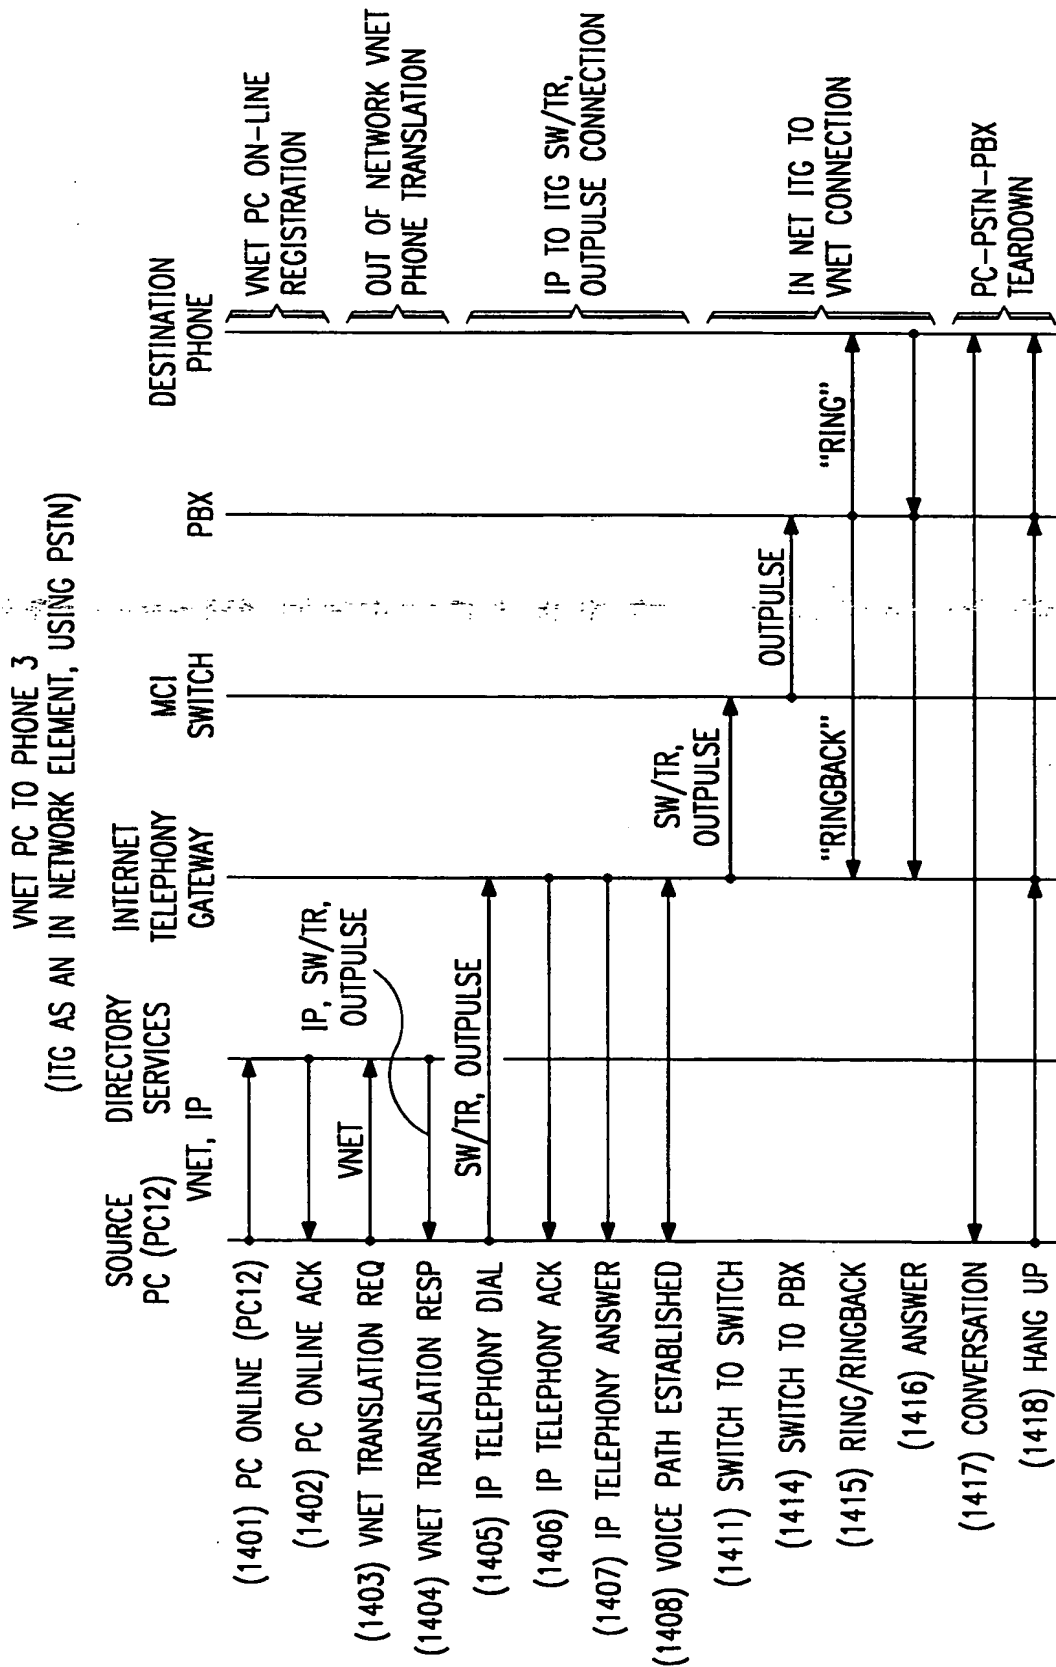 VNET PC TO PHONE 3
(ITG AS AN IN NETWORK ELEMENT, USING PSTN)
SOURCE
PC (PC12)
DIRECTORY
SERVICES
INTERNET
TELEPHONY
GATEWAY
MCI
SWITCH
PBX
DESTINATION
PHONE
VNET, IP
(1401) PC ONLINE (PC12)
(1402) PC ONLINE ACK
VNET PC ON-LINE
REGISTRATION
IP, SW/TR,
OUTPULSE
(1403) VNET TRANSLATION REQ
VNET
(1404) VNET TRANSLATION RESP
OUT OF NETWORK VNET
PHONE TRANSLATION
SW/TR, OUTPULSE
(1405) IP TELEPHONY DIAL
(1406) IP TELEPHONY ACK
(1407) IP TELEPHONY ANSWER
(1408) VOICE PATH ESTABLISHED
IP TO ITG SW/TR,
OUTPULSE CONNECTION
SW/TR,
OUTPULSE
(1411) SWITCH TO SWITCH
OUTPULSE
(1414) SWITCH TO PBX
"RINGBACK"
"RING"
(1415) RING/RINGBACK
(1416) ANSWER
IN NET ITG TO
VNET CONNECTION
(1417) CONVERSATION
(1418) HANG UP
PC-PSTN-PBX
TEARDOWN